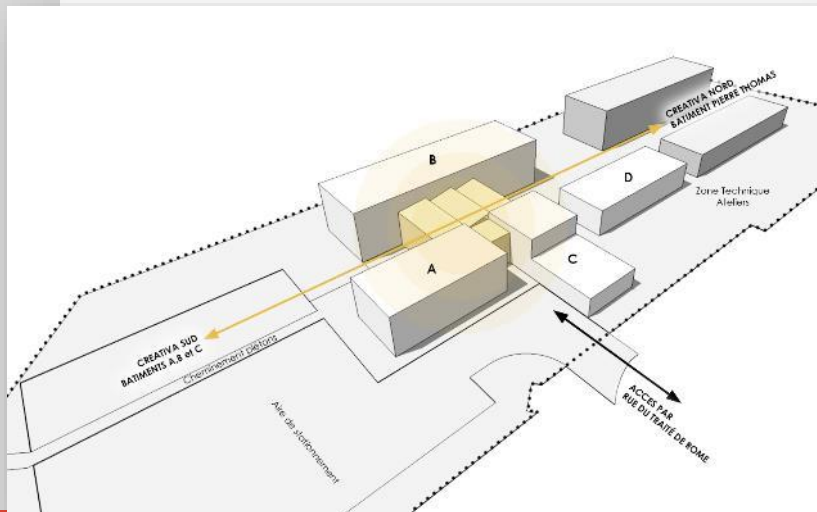 CREATIVA NORD
BATIMENT PIERRE THOMAS
B
D
Zone Technique
Ateliers
A
C
CREATIVA SUD
BATIMENTS A,B et C
Cheminement piétons
ACCES PAR
RUE DU TRAITÉ DE ROME
Aire de stationnement